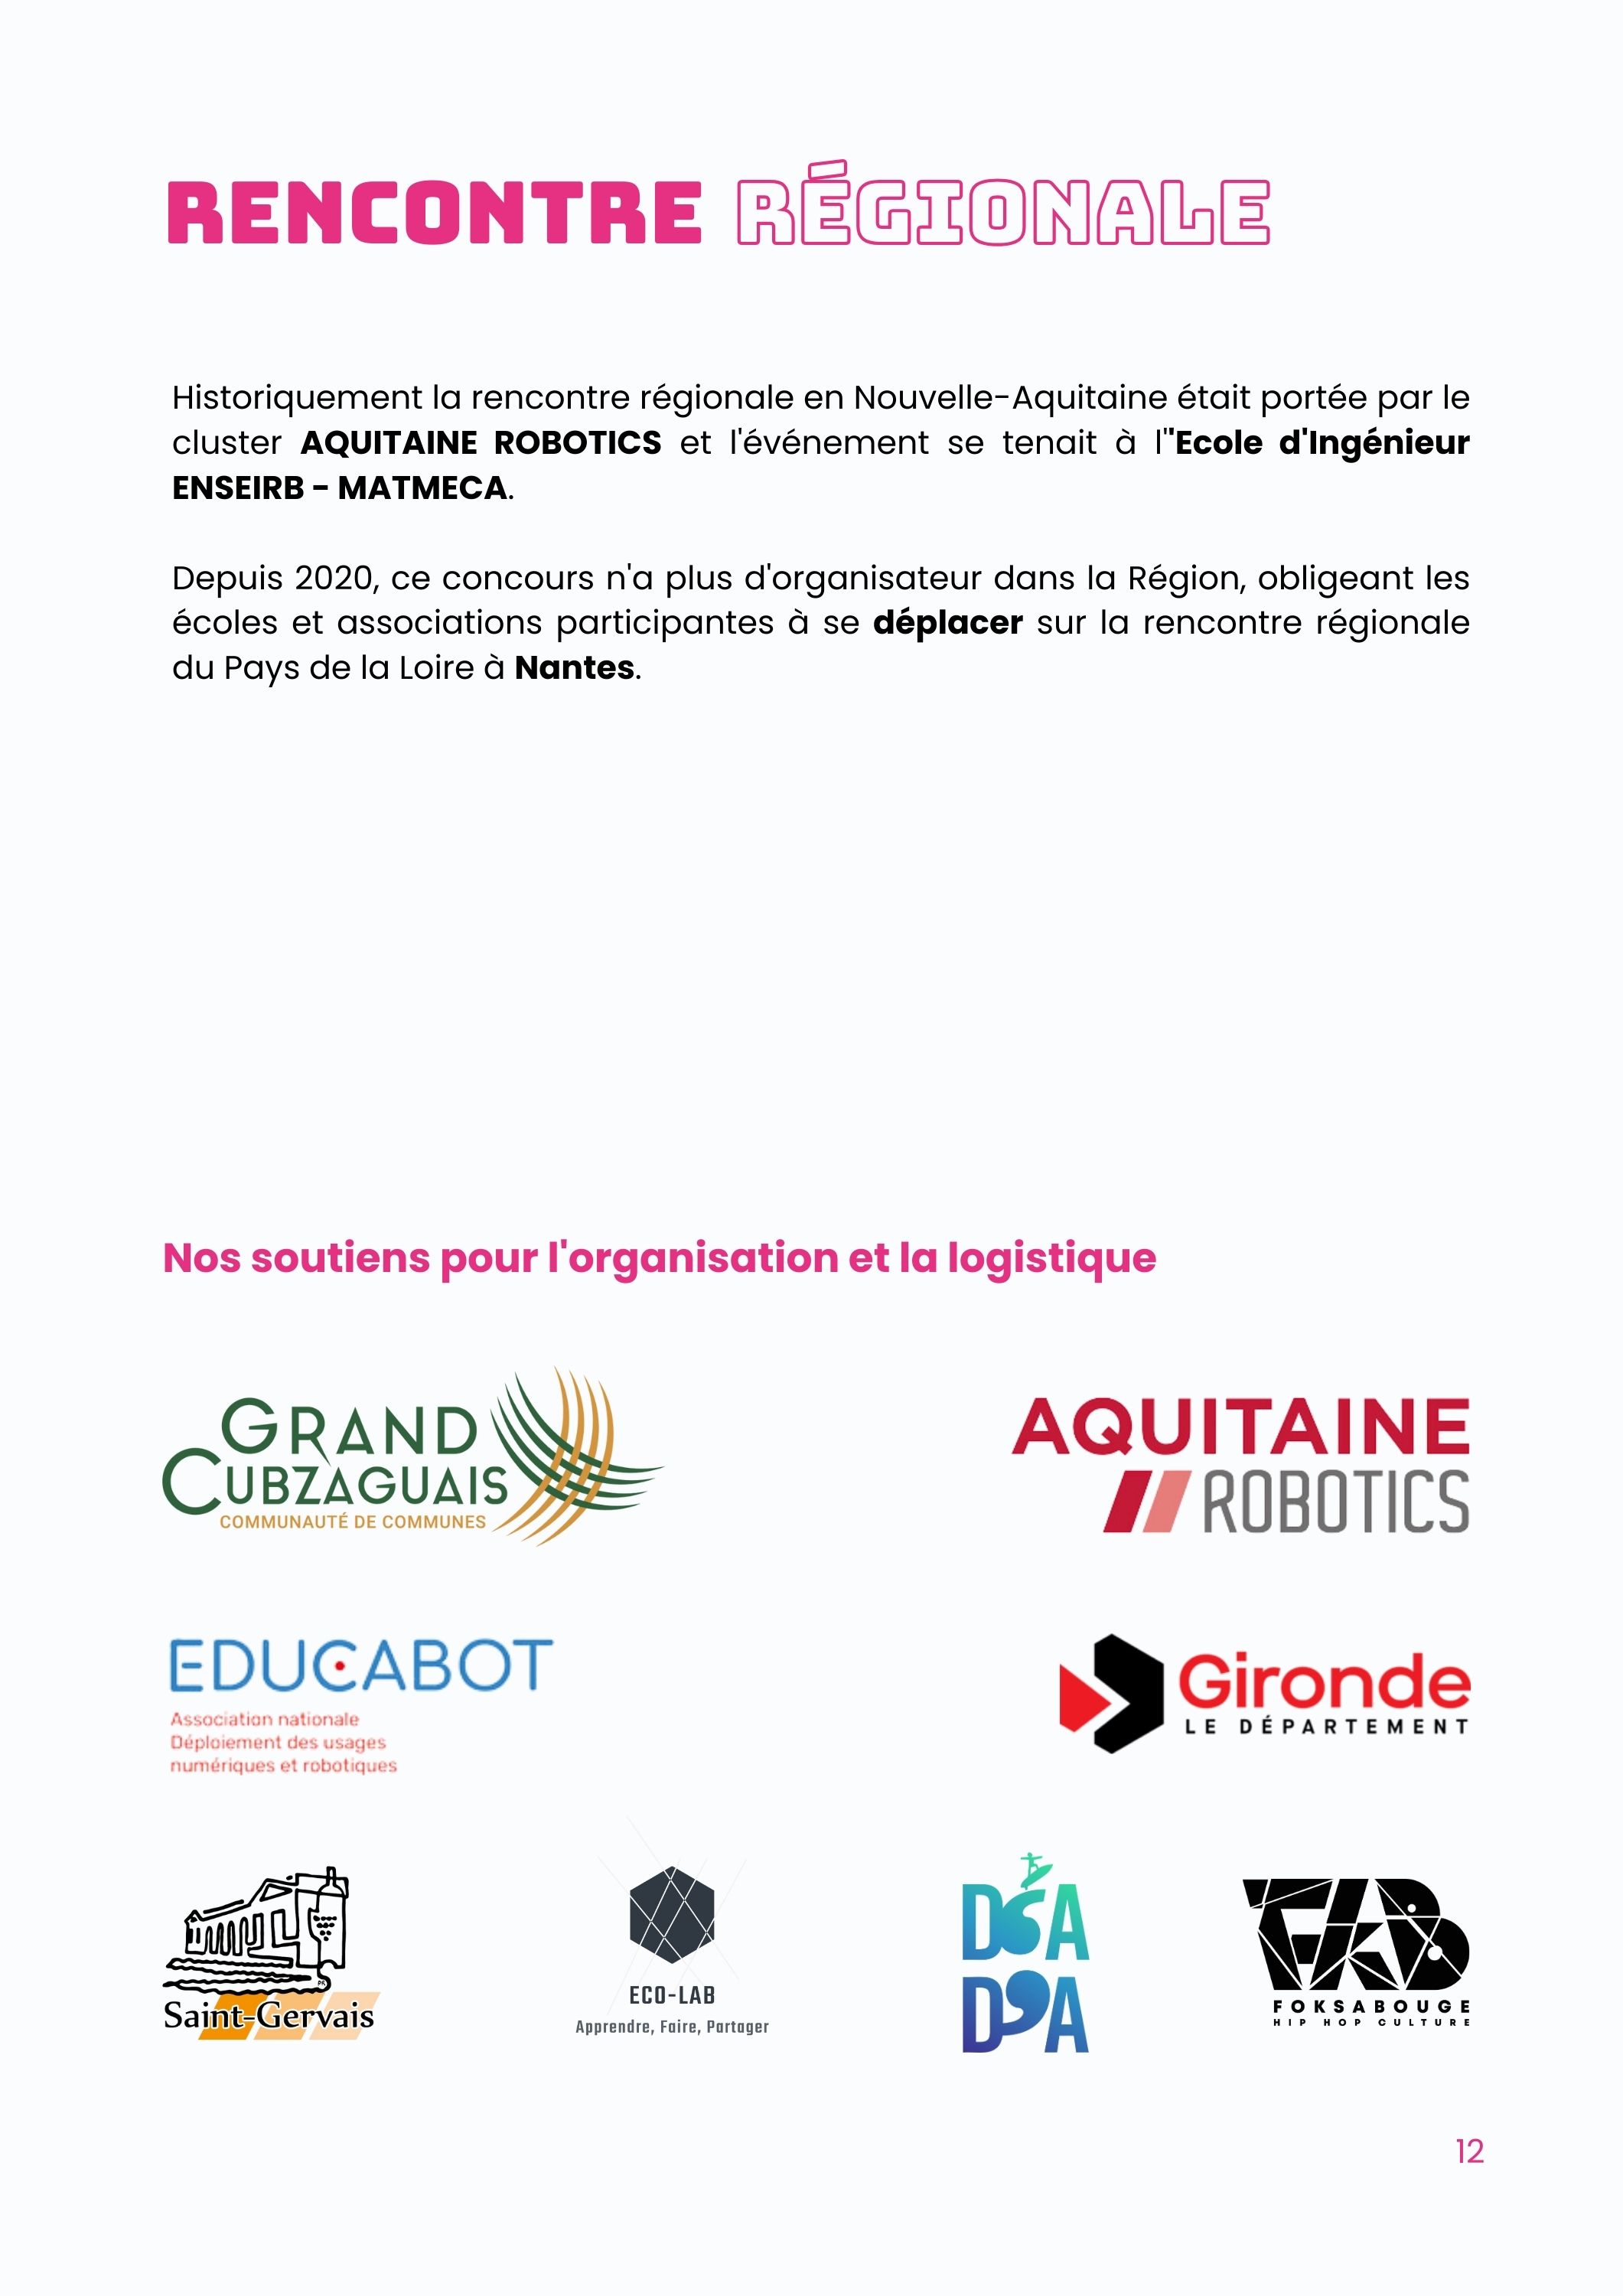 RENCONTRE RÉGIONALE
Historiquement la rencontre régionale en Nouvelle-Aquitaine était portée par le
cluster AQUITAINE ROBOTICS et l'événement se tenait à l''Ecole d'Ingénieur
ENSEIRB - MATMECA.
Depuis 2020, ce concours n'a plus d'organisateur dans la Région, obligeant les
écoles et associations participantes à se déplacer sur la rencontre régionale
du Pays de la Loire à Nantes.
Nos soutiens pour l'organisation et la logistique
GRAND
CUBZAGUAIS
COMMUNAUTÉ DE COMMUNES
AQUITAINE
ROBOTICS
EDUCABOT
Association nationale
Déploiement des usages
numériques et robotiques
Gironde
LE DÉPARTEMENT
Saint-Gervais
ECO-LAB
Apprendre, Faire, Partager
FKB
FOKSABOUGE
HIP HOP CULTURE
12